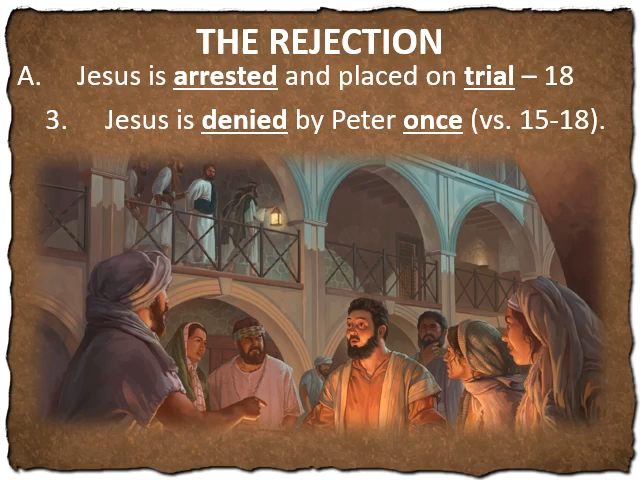 THE REJECTION
A. Jesus is arrested and placed on trial – 18
3. Jesus is denied by Peter once (vs. 15-18).